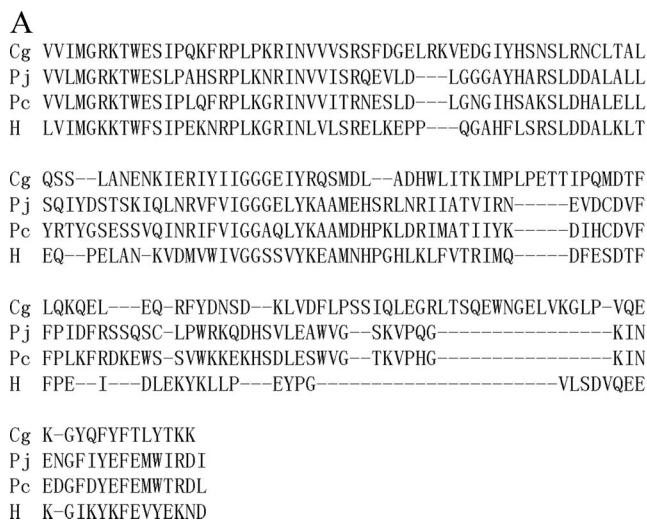 A
Cg VVIMGRKTWESIPQKFRPLPKRINVVVSRSFDGELRKVEDGIYHSNSLRNCLTAL
Pj VVLMGRKTWESLPAHSRPLKNRINVVISRQEVLD---LGGGAYHARSLDDALALL
Pc VVLMGRKTWESIPLQFRPLKGRINVVITRNESLD---LGNGIHSAKSLDHALELL
H LVIMGKKTWFSIPEKNRPLKGRINLVLSRELKEPP---QGAHFLSRSLDDALKLT
Cg QSS--LANENKIERIYIIGGGEIYRQSMDL--ADHWLITKIMPLPETTIPQMDTF
Pj SQIYDSTSKIQLNRVFVIGGGELYKAAMEHSRLNRIIATVIRN-----EVDCDVF
Pc YRTYGSESSVQINRIFVIGGAQLYKAAMDHPKLDRIMATIIYK-----DIHCDVF
H EQ--PELAN-KVDMVWIVGGSSVYKEAMNHPGHLKLFVTRIMQ-----DFESDTF
Cg LQKQEL---EQ-RFYDNSD--KLVDFLPSSIQLEGRLTSQEWNGELVKGLP-VQE
Pj FPIDFRSSQSC-LPWRKQDHSVLEAWVG--SKVPQG---------------KIN
Pc FPLKFRDKEWS-SVWKKEKHSDLESWVG--TKVPHG---------------KIN
H FPE--I---DLEKYKLLP---EYPG--------------------VLSDVQEE
Cg K-GYQFYFTLYTKK
Pj ENGFIYEFEMWIRDI
Pc EDGFDYEFEMWTRDL
H K-GIKYKFEVYEKND